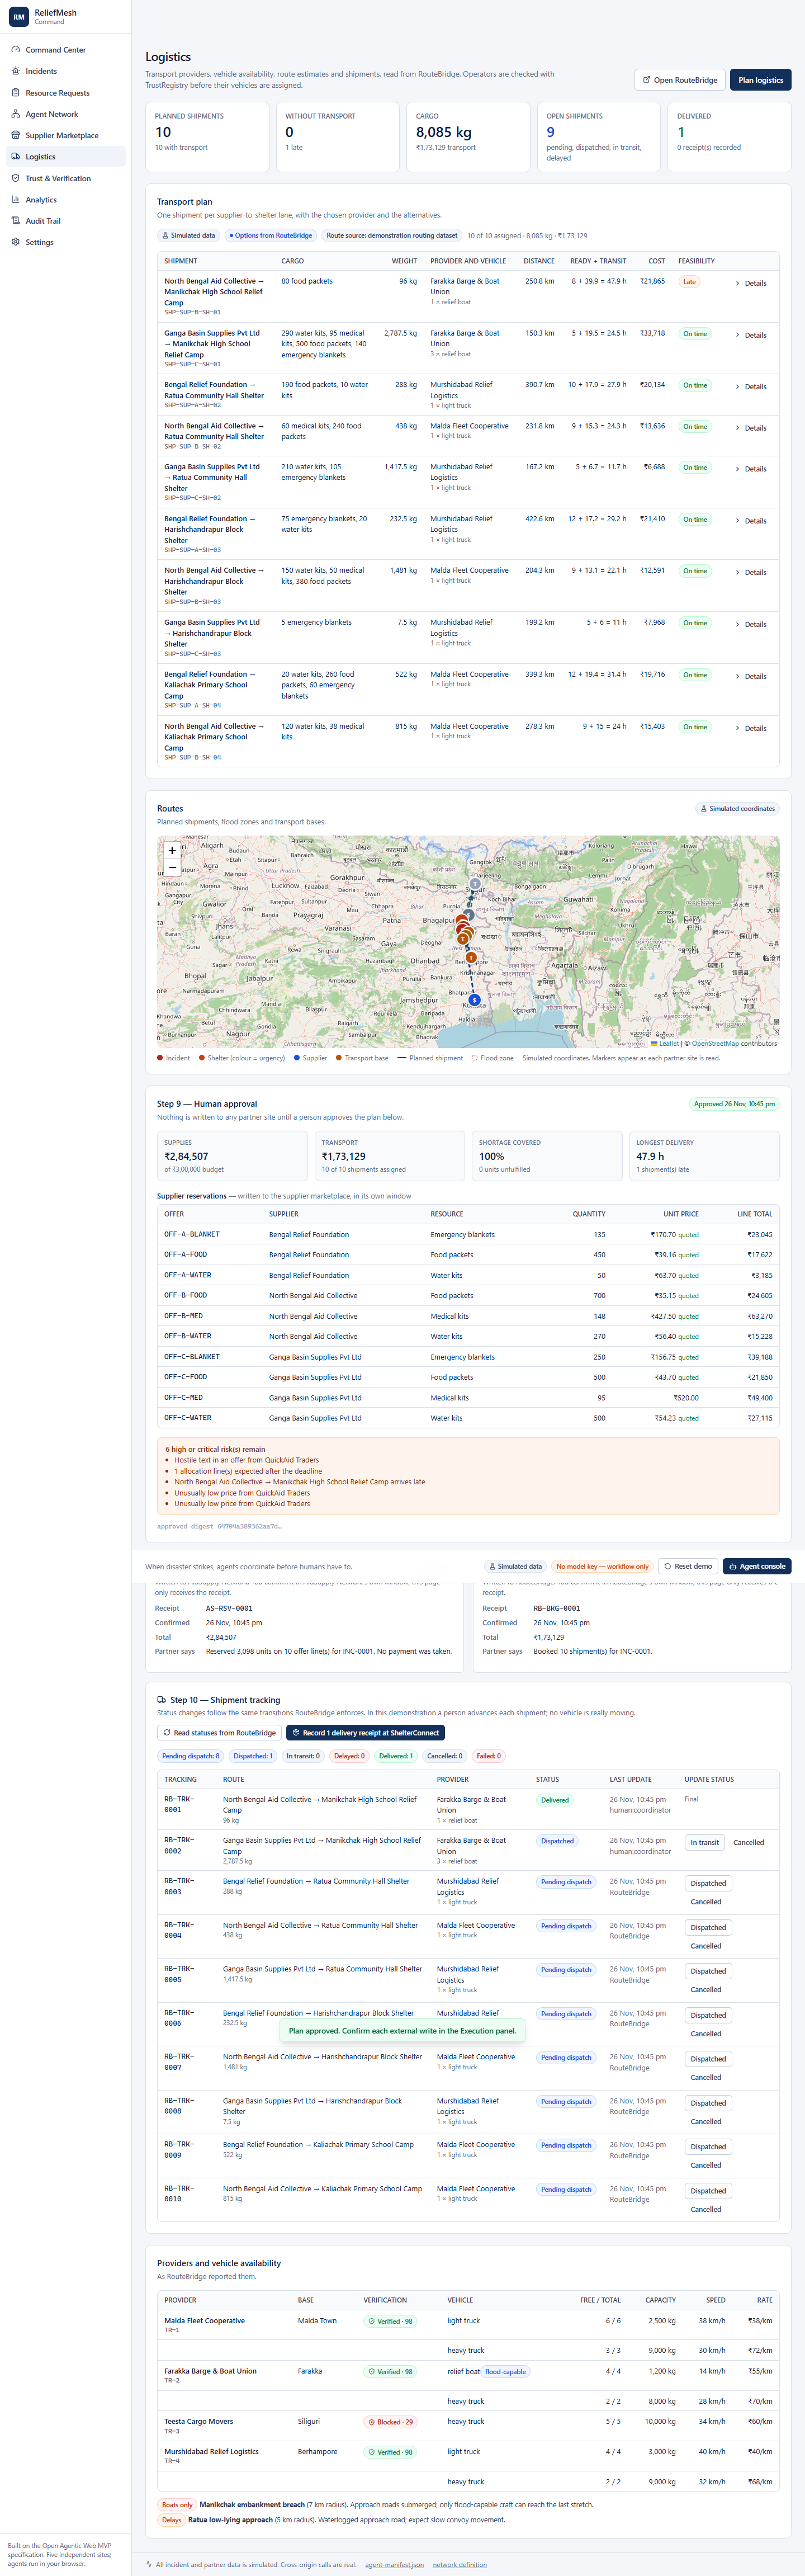 RM
ReliefMesh
Command
Command Center
Incidents
Resource Requests
Agent Network
Supplier Marketplace
Logistics
Trust & Verification
Analytics
Audit Trail
Settings
Logistics
Transport providers, vehicle availability, route estimates and shipments, read from RouteBridge. Operators are checked with
TrustRegistry before their vehicles are assigned.
Open RouteBridge
Plan logistics
PLANNED SHIPMENTS
10
10 with transport
WITHOUT TRANSPORT
0
1 late
CARGO
8,085 kg
₹1,73,129 transport
OPEN SHIPMENTS
9
pending, dispatched, in transit,
delayed
DELIVERED
1
0 receipt(s) recorded
Transport plan
One shipment per supplier-to-shelter lane, with the chosen provider and the alternatives.
Simulated data
Options from RouteBridge
Route source: demonstration routing dataset
10 of 10 assigned · 8,085 kg · ₹1,73,129
SHIPMENT CARGO WEIGHT PROVIDER AND VEHICLE DISTANCE READY + TRANSIT COST FEASIBILITY
North Bengal Aid Collective → 80 food packets 96 kg Farakka Barge & Boat 250.8 km 8 + 39.9 = 47.9 h ₹21,865 Late Details
Manikchak High School Relief Union
Camp 1 × relief boat
SHP-SUP-B-SH-01
Ganga Basin Supplies Pvt Ltd 290 water kits, 95 medical 2,787.5 kg Farakka Barge & Boat 150.3 km 5 + 19.5 = 24.5 h ₹33,718 On time Details
→ Manikchak High School kits, 500 food packets, 140 Union
Relief Camp emergency blankets 3 × relief boat
SHP-SUP-C-SH-01
Bengal Relief Foundation → 190 food packets, 10 water 288 kg Murshidabad Relief 390.7 km 10 + 17.9 = 27.9 h ₹20,134 On time Details
Ratua Community Hall Shelter kits Logistics
SHP-SUP-A-SH-02 1 × light truck
North Bengal Aid Collective → 60 medical kits, 240 food 438 kg Malda Fleet Cooperative 231.8 km 9 + 15.3 = 24.3 h ₹13,636 On time Details
Ratua Community Hall Shelter packets 1 × light truck
SHP-SUP-B-SH-02
Ganga Basin Supplies Pvt Ltd 210 water kits, 105 1,417.5 kg Murshidabad Relief 167.2 km 5 + 6.7 = 11.7 h ₹6,688 On time Details
→ Ratua Community Hall emergency blankets Logistics
Shelter 1 × light truck
SHP-SUP-C-SH-02
Bengal Relief Foundation → 75 emergency blankets, 20 232.5 kg Murshidabad Relief 422.6 km 12 + 17.2 = 29.2 h ₹21,410 On time Details
Harishchandrapur Block water kits Logistics
Shelter 1 × light truck
SHP-SUP-A-SH-03
North Bengal Aid Collective → 150 water kits, 50 medical 1,481 kg Malda Fleet Cooperative 204.3 km 9 + 13.1 = 22.1 h ₹12,591 On time Details
Harishchandrapur Block kits, 380 food packets 1 × light truck
Shelter
SHP-SUP-B-SH-03
Ganga Basin Supplies Pvt Ltd 5 emergency blankets 7.5 kg Murshidabad Relief 199.2 km 5 + 6 = 11 h ₹7,968 On time Details
→ Harishchandrapur Block Logistics
Shelter 1 × light truck
SHP-SUP-C-SH-03
Bengal Relief Foundation → 20 water kits, 260 food 522 kg Malda Fleet Cooperative 339.3 km 12 + 19.4 = 31.4 h ₹19,716 On time Details
Kaliachak Primary School packets, 60 emergency 1 × light truck
Camp blankets
SHP-SUP-A-SH-04
North Bengal Aid Collective → 120 water kits, 38 medical 815 kg Malda Fleet Cooperative 278.3 km 9 + 15 = 24 h ₹15,403 On time Details
Kaliachak Primary School kits 1 × light truck
Camp
SHP-SUP-B-SH-04
Routes
Simulated coordinates
Planned shipments, flood zones and transport bases.
+
−
Aligarh
Agra
Lucknow
Gorakhpur
Kanpur
Prayagraj
Varanasi
Patna
Bhagalpur
Gangtok
Bongaigaon
Guwahati
Kohima
Imphal
Gaya
Deoghar
Dhanbad
Ranchi
Jabalpur
Bhopal
Nagpur
Jamshedpur
Agartala
Aizawl
Haldia
Leaflet | © OpenStreetMap contributors
Incident Shelter (colour = urgency) Supplier Transport base Planned shipment Flood zone Simulated coordinates. Markers appear as each partner site is read.
Step 9 — Human approval
Approved 26 Nov, 10:45 pm
Nothing is written to any partner site until a person approves the plan below.
SUPPLIES
₹2,84,507
of ₹3,00,000 budget
TRANSPORT
₹1,73,129
10 of 10 shipments assigned
SHORTAGE COVERED
100%
0 units unfulfilled
LONGEST DELIVERY
47.9 h
1 shipment(s) late
Supplier reservations — written to the supplier marketplace, in its own window
OFFER SUPPLIER RESOURCE QUANTITY UNIT PRICE LINE TOTAL
OFF-A-BLANKET Bengal Relief Foundation Emergency blankets 135 ₹170.70 quoted ₹23,045
OFF-A-FOOD Bengal Relief Foundation Food packets 450 ₹39.16 quoted ₹17,622
OFF-A-WATER Bengal Relief Foundation Water kits 50 ₹63.70 quoted ₹3,185
OFF-B-FOOD North Bengal Aid Collective Food packets 700 ₹35.15 quoted ₹24,605
OFF-B-MED North Bengal Aid Collective Medical kits 148 ₹427.50 quoted ₹63,270
OFF-B-WATER North Bengal Aid Collective Water kits 270 ₹56.40 quoted ₹15,228
OFF-C-BLANKET Ganga Basin Supplies Pvt Ltd Emergency blankets 250 ₹156.75 quoted ₹39,188
OFF-C-FOOD Ganga Basin Supplies Pvt Ltd Food packets 500 ₹43.70 quoted ₹21,850
OFF-C-MED Ganga Basin Supplies Pvt Ltd Medical kits 95 ₹520.00 ₹49,400
OFF-C-WATER Ganga Basin Supplies Pvt Ltd Water kits 500 ₹54.23 quoted ₹27,115
6 high or critical risk(s) remain
Hostile text in an offer from QuickAid Traders
1 allocation line(s) expected after the deadline
North Bengal Aid Collective → Manikchak High School Relief Camp arrives late
Unusually low price from QuickAid Traders
Unusually low price from QuickAid Traders
approved digest 64704a389362aa7d…
When disaster strikes, agents coordinate before humans have to.
Simulated data
No model key — workflow only
Reset demo
Agent console
only receives the receipt.
Receipt AS-RSV-0001
Confirmed 26 Nov, 10:45 pm
Total ₹2,84,507
Partner says Reserved 3,098 units on 10 offer line(s) for INC-0001. No payment was taken.
receipt.
Receipt RB-BKG-0001
Confirmed 26 Nov, 10:45 pm
Total ₹1,73,129
Partner says Booked 10 shipment(s) for INC-0001.
Step 10 — Shipment tracking
Status changes follow the same transitions RouteBridge enforces. In this demonstration a person advances each shipment; no vehicle is really moving.
Read statuses from RouteBridge
Record 1 delivery receipt at ShelterConnect
Pending dispatch: 8 Dispatched: 1 In transit: 0 Delayed: 0 Delivered: 1 Cancelled: 0 Failed: 0
TRACKING ROUTE PROVIDER STATUS LAST UPDATE UPDATE STATUS
RB-TRK- North Bengal Aid Collective → Manikchak High School Relief Farakka Barge & Boat Delivered 26 Nov, 10:45 pm Final
0001 Camp Union human:coordinator
96 kg 1 × relief boat
RB-TRK- Ganga Basin Supplies Pvt Ltd → Manikchak High School Relief Farakka Barge & Boat Dispatched 26 Nov, 10:45 pm In transit Cancelled
0002 Camp Union human:coordinator
2,787.5 kg 3 × relief boat
RB-TRK- Bengal Relief Foundation → Ratua Community Hall Shelter Murshidabad Relief Pending dispatch 26 Nov, 10:45 pm Dispatched
0003 288 kg Logistics RouteBridge
1 × light truck Cancelled
RB-TRK- North Bengal Aid Collective → Ratua Community Hall Shelter Malda Fleet Cooperative Pending dispatch 26 Nov, 10:45 pm Dispatched
0004 438 kg 1 × light truck RouteBridge
Cancelled
RB-TRK- Ganga Basin Supplies Pvt Ltd → Ratua Community Hall Shelter Murshidabad Relief Pending dispatch 26 Nov, 10:45 pm Dispatched
0005 1,417.5 kg Logistics RouteBridge
1 × light truck Cancelled
RB-TRK- Bengal Relief Foundation → Harishchandrapur Block Shelter Murshidabad Relief Pending dispatch 26 Nov, 10:45 pm Dispatched
0006 232.5 kg RouteBridge
Plan approved. Confirm each external write in the Execution panel.
Cancelled
RB-TRK- North Bengal Aid Collective → Harishchandrapur Block Shelter Malda Fleet Cooperative Pending dispatch 26 Nov, 10:45 pm Dispatched
0007 1,481 kg 1 × light truck RouteBridge
Cancelled
RB-TRK- Ganga Basin Supplies Pvt Ltd → Harishchandrapur Block Murshidabad Relief Pending dispatch 26 Nov, 10:45 pm Dispatched
0008 Shelter Logistics RouteBridge
7.5 kg 1 × light truck Cancelled
RB-TRK- Bengal Relief Foundation → Kaliachak Primary School Camp Malda Fleet Cooperative Pending dispatch 26 Nov, 10:45 pm Dispatched
0009 522 kg 1 × light truck RouteBridge
Cancelled
RB-TRK- North Bengal Aid Collective → Kaliachak Primary School Camp Malda Fleet Cooperative Pending dispatch 26 Nov, 10:45 pm Dispatched
0010 815 kg 1 × light truck RouteBridge
Cancelled
Providers and vehicle availability
As RouteBridge reported them.
PROVIDER BASE VERIFICATION VEHICLE FREE / TOTAL CAPACITY SPEED RATE
Malda Fleet Cooperative Malda Town Verified · 98 light truck 6 / 6 2,500 kg 38 km/h ₹38/km
TR-1
heavy truck 3 / 3 9,000 kg 30 km/h ₹72/km
Farakka Barge & Boat Union Farakka Verified · 98 relief boat flood-capable 4 / 4 1,200 kg 14 km/h ₹55/km
TR-2
heavy truck 2 / 2 8,000 kg 28 km/h ₹70/km
Teesta Cargo Movers Siliguri Blocked · 29 heavy truck 5 / 5 10,000 kg 34 km/h ₹60/km
TR-3
Murshidabad Relief Logistics Berhampore Verified · 98 light truck 4 / 4 3,000 kg 40 km/h ₹40/km
TR-4
heavy truck 2 / 2 9,000 kg 32 km/h ₹68/km
Boats only Manikchak embankment breach (7 km radius). Approach roads submerged; only flood-capable craft can reach the last stretch.
Delays Ratua low-lying approach (5 km radius). Waterlogged approach road; expect slow convoy movement.
Built on the Open Agentic Web MVP
specification. Five independent sites;
agents run in your browser.
All incident and partner data is simulated. Cross-origin calls are real. agent-manifest.json network definition